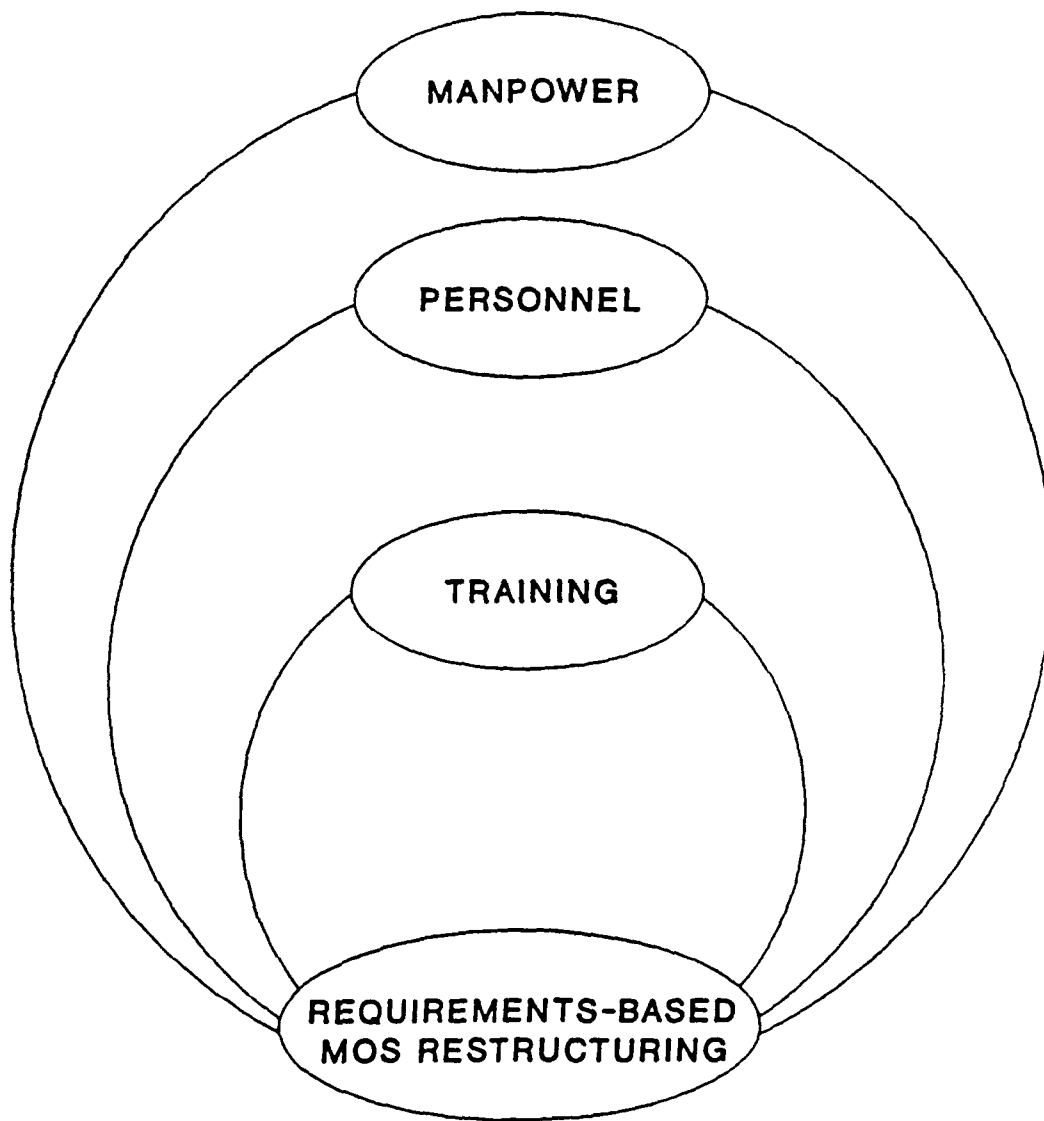 MANPOWER
PERSONNEL
TRAINING
REQUIREMENTS-BASED
MOS RESTRUCTURING